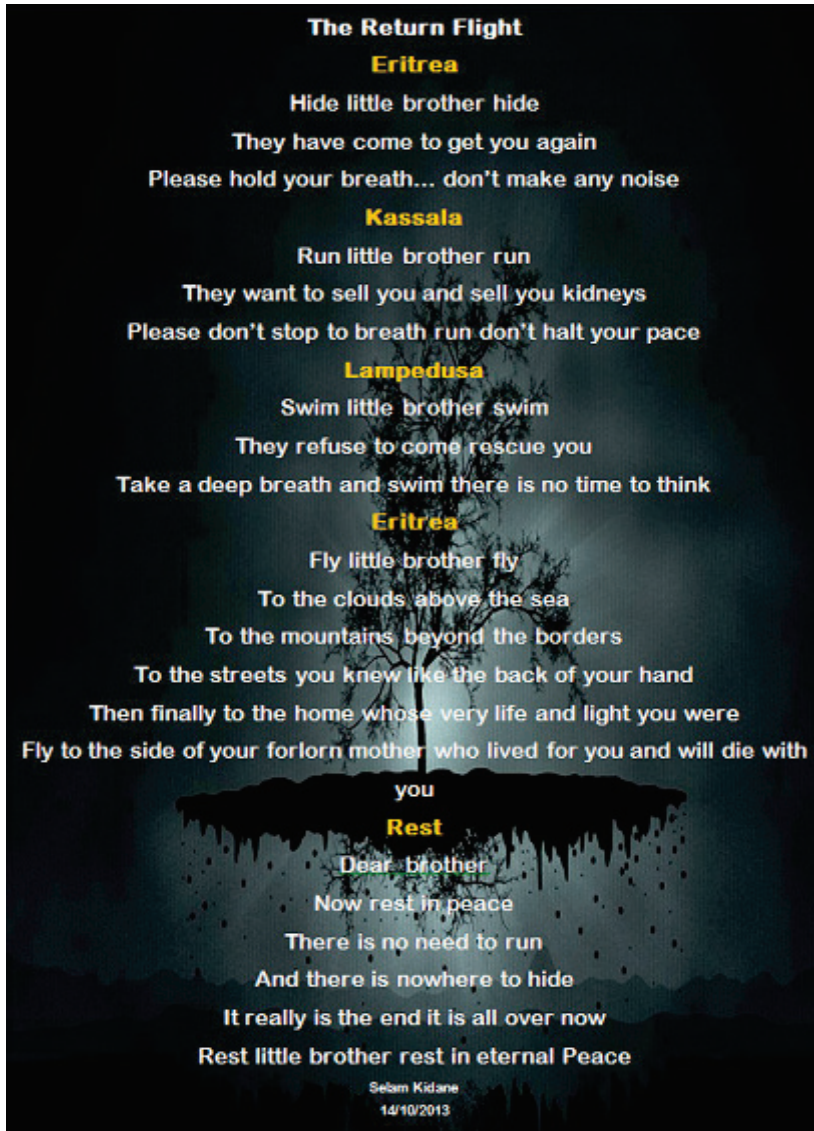 The Return Flight
Eritrea
Hide little brother hide
They have come to get you again
Please hold your breath... don't make any noise
Kassala
Run little brother run
They want to sell you and sell you kidneys
Please don't stop to breath run don't halt your pace
Lampedusa
Swim little brother swim
They refuse to come rescue you
Take a deep breath and swim there is no time to think
Eritrea
Fly little brother fly
To the clouds above the sea
To the mountains beyond the borders
To the streets you knew like the back of your hand
Then finally to the home whose very life and light you were
Fly to the side of your forlorn mother who lived for you and will die with
you
Rest
Dear brother
Now rest in peace
There is no need to run
And there is nowhere to hide
It really is the end it is all over now
Rest little brother rest in eternal Peace
Selam Kidane
14/10/2013